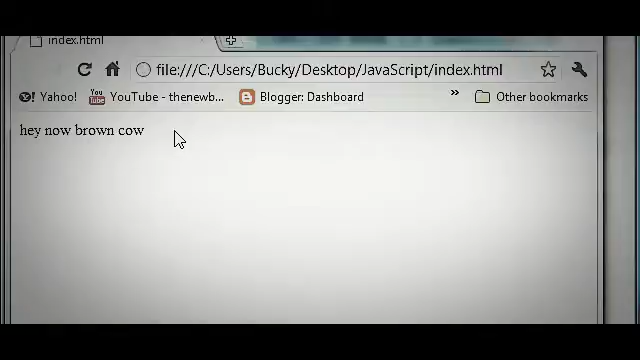 index.html
file:///C:/Users/Bucky/Desktop/JavaScript/index.html
Yahoo! YouTube - thenewb... Blogger: Dashboard » Other bookmarks
hey now brown cow